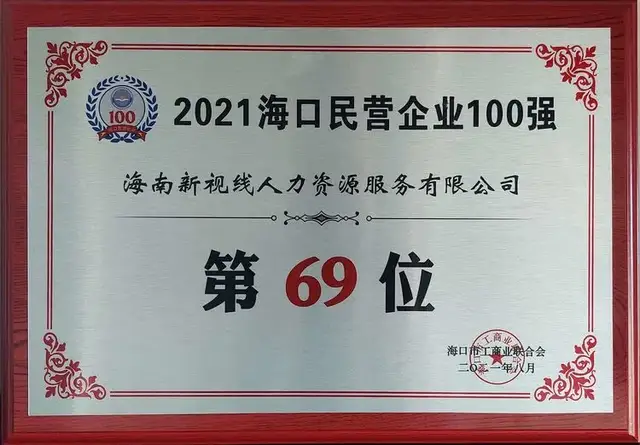 100
2021海口民营企业100强
海南新视线人力资源服务有限公司
第69位
海口市工商业联合会
二〇二一年八月